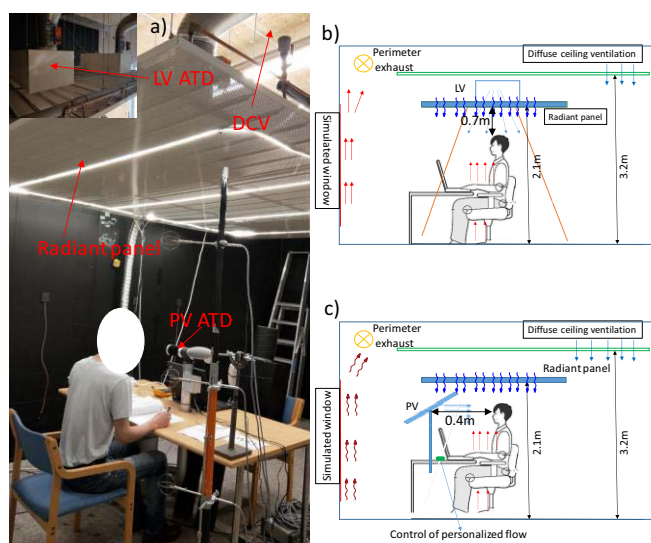 a)
LV ATD
DCV
Radiant panel
PV ATD
b)
Perimeter
exhaust
Diffuse ceiling ventilation
LV
Radiant panel
0.7m
Simulated window
2.1m
3.2m
c)
Perimeter
exhaust
Diffuse ceiling ventilation
Radiant panel
PV
0.4m
Simulated window
2.1m
3.2m
Control of personalized flow